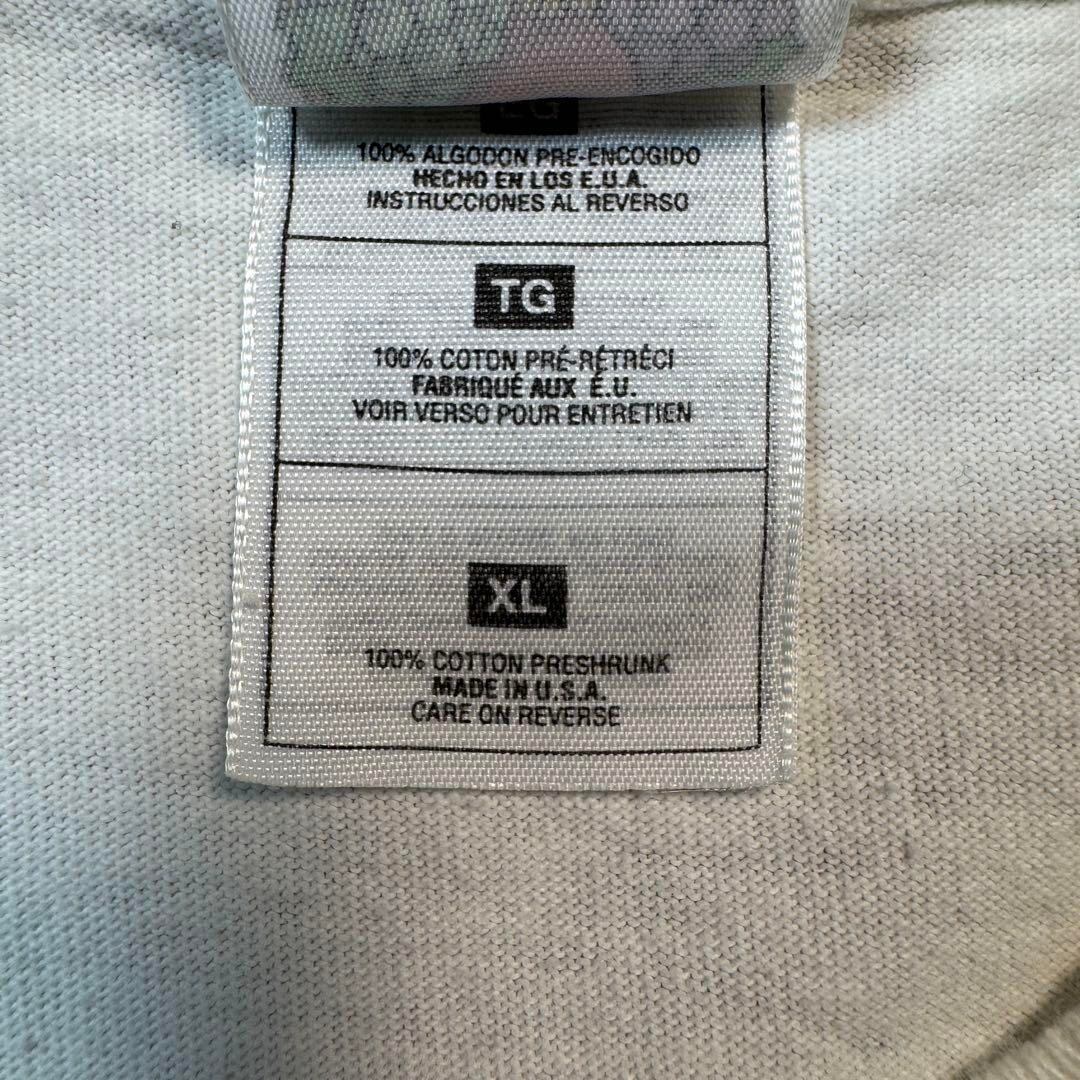 EG
100% ALGODON PRE-ENCOGIDO
HECHO EN LOS E.U.A.
INSTRUCCIONES AL REVERSO
TG
100% COTON PRÉ-RÉTRÉCI
FABRIQUÉ AUX É.U.
VOIR VERSO POUR ENTRETIEN
XL
100% COTTON PRESHRUNK
MADE IN U.S.A.
CARE ON REVERSE